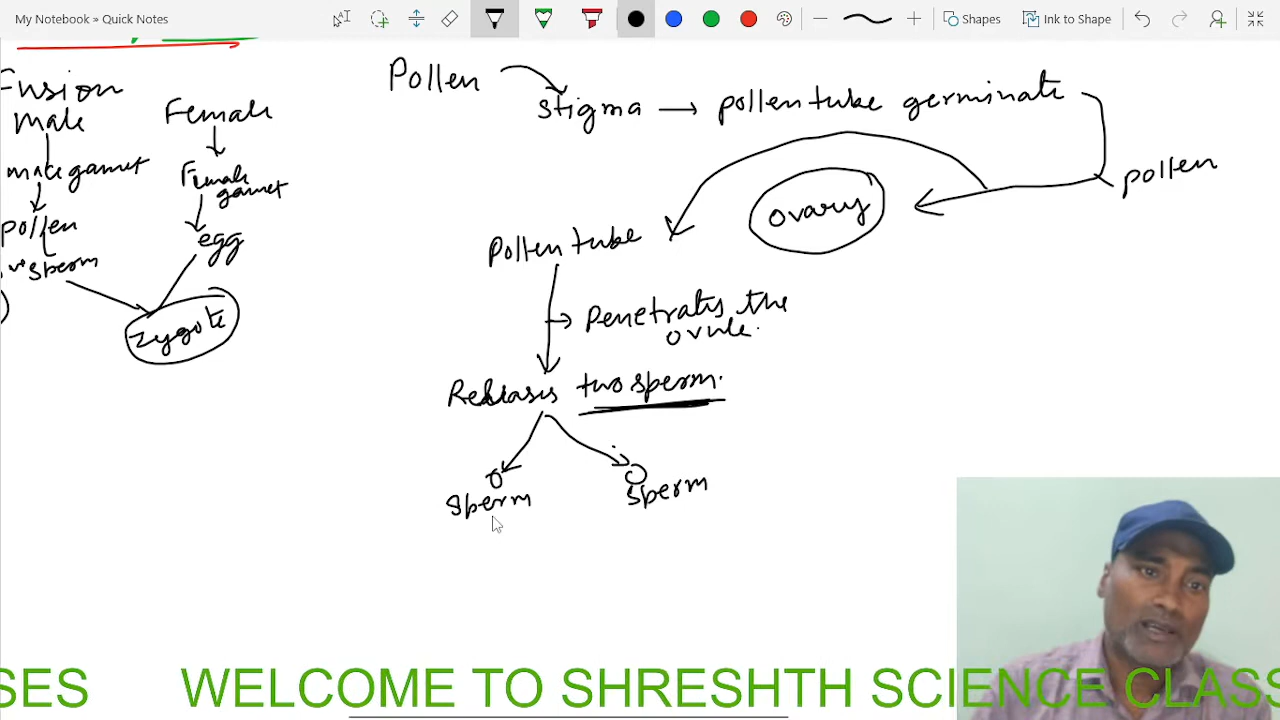 My Notebook » Quick Notes
Shapes
Ink to Shape
Fusion
male
male gamet
pollen
sperm
Female
Female
gamet
egg
zygote
Pollen
stigma → pollen tube germinate
pollen
ovary
Pollen tube
Penetrates the
ovule.
two sperm.
sperm
sperm
SES WELCOME TO SHRESHTH SCIENCE CLASS